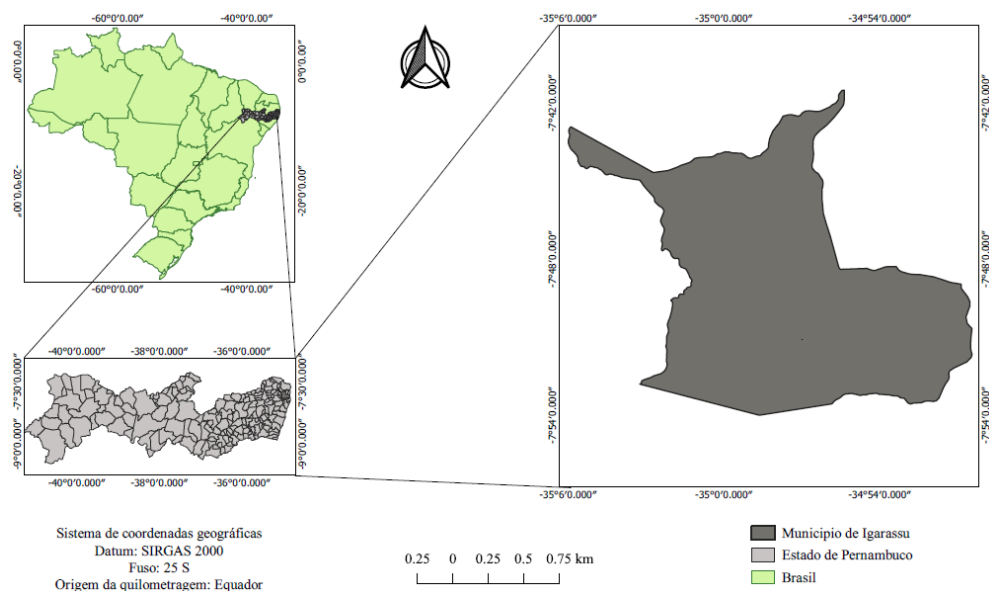 -60°0'0.00" -40°0'0.00"
0°0'0.00" 0°0'0.00"
-20°0'0.00" -20°0'0.00"
-60°0'0.00" -40°0'0.00"
-35°6'0.000" -35°0'0.000" -34°54'0.000"
-7°42'0.000" -7°42'0.000"
-7°48'0.000" -7°48'0.000"
-7°54'0.000" -7°54'0.000"
-35°6'0.000" -35°0'0.000" -34°54'0.000"
-40°0'0.000" -38°0'0.000" -36°0'0.000"
-7°30'0.000" -7°30'0.000"
-9°0'0.000" -9°0'0.000"
-40°0'0.000" -38°0'0.000" -36°0'0.000"
Sistema de coordenadas geográficas
Datum: SIRGAS 2000
Fuso: 25 S
Origem da quilometragem: Equador
0.25 0 0.25 0.5 0.75 km
Municipio de Igarassu
Estado de Pernambuco
Brasil